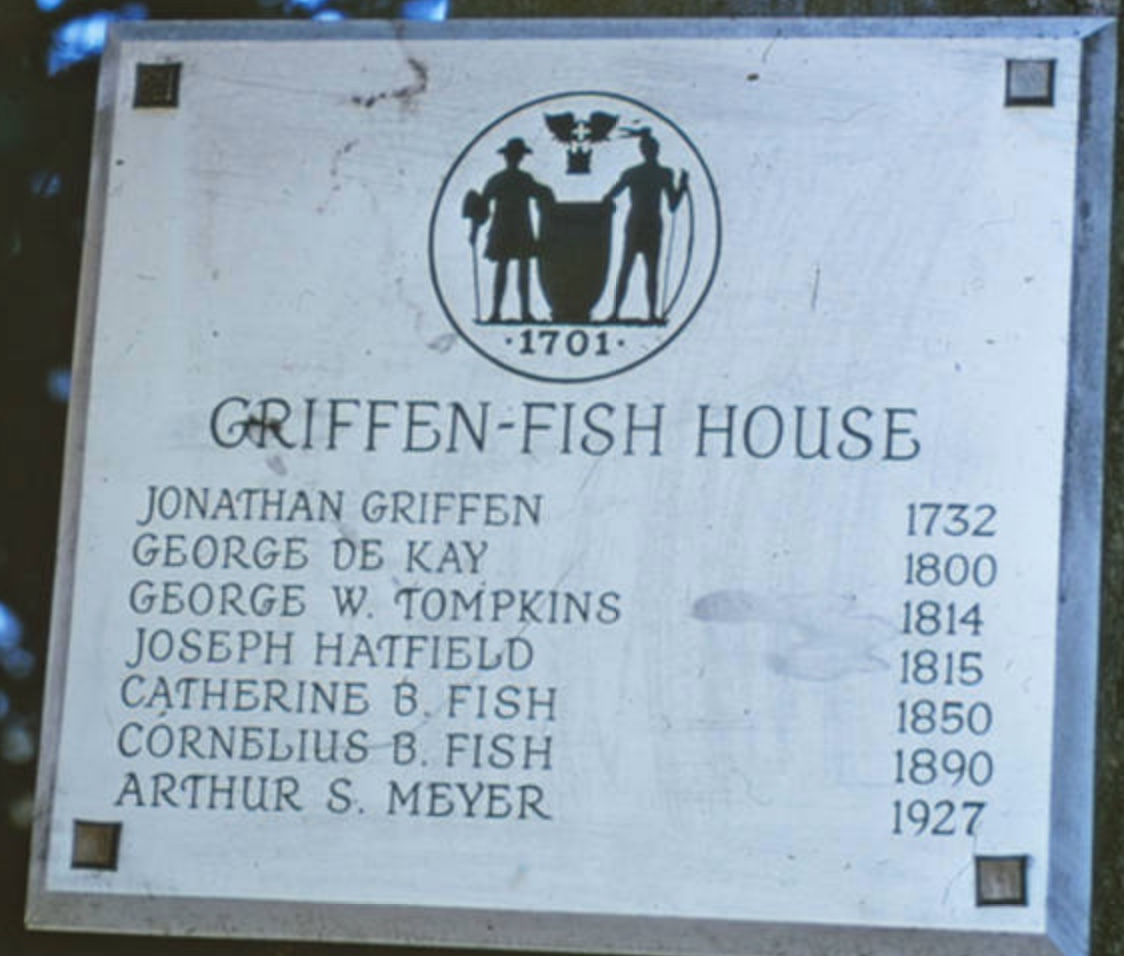 ·1701·
GRIFFEN-FISH HOUSE
JONATHAN GRIFFEN 1732
GEORGE DE KAY 1800
GEORGE W. TOMPKINS 1814
JOSEPH HATFIELD 1815
CATHERINE B. FISH 1850
CORNELIUS B. FISH 1890
ARTHUR S. MEYER 1927